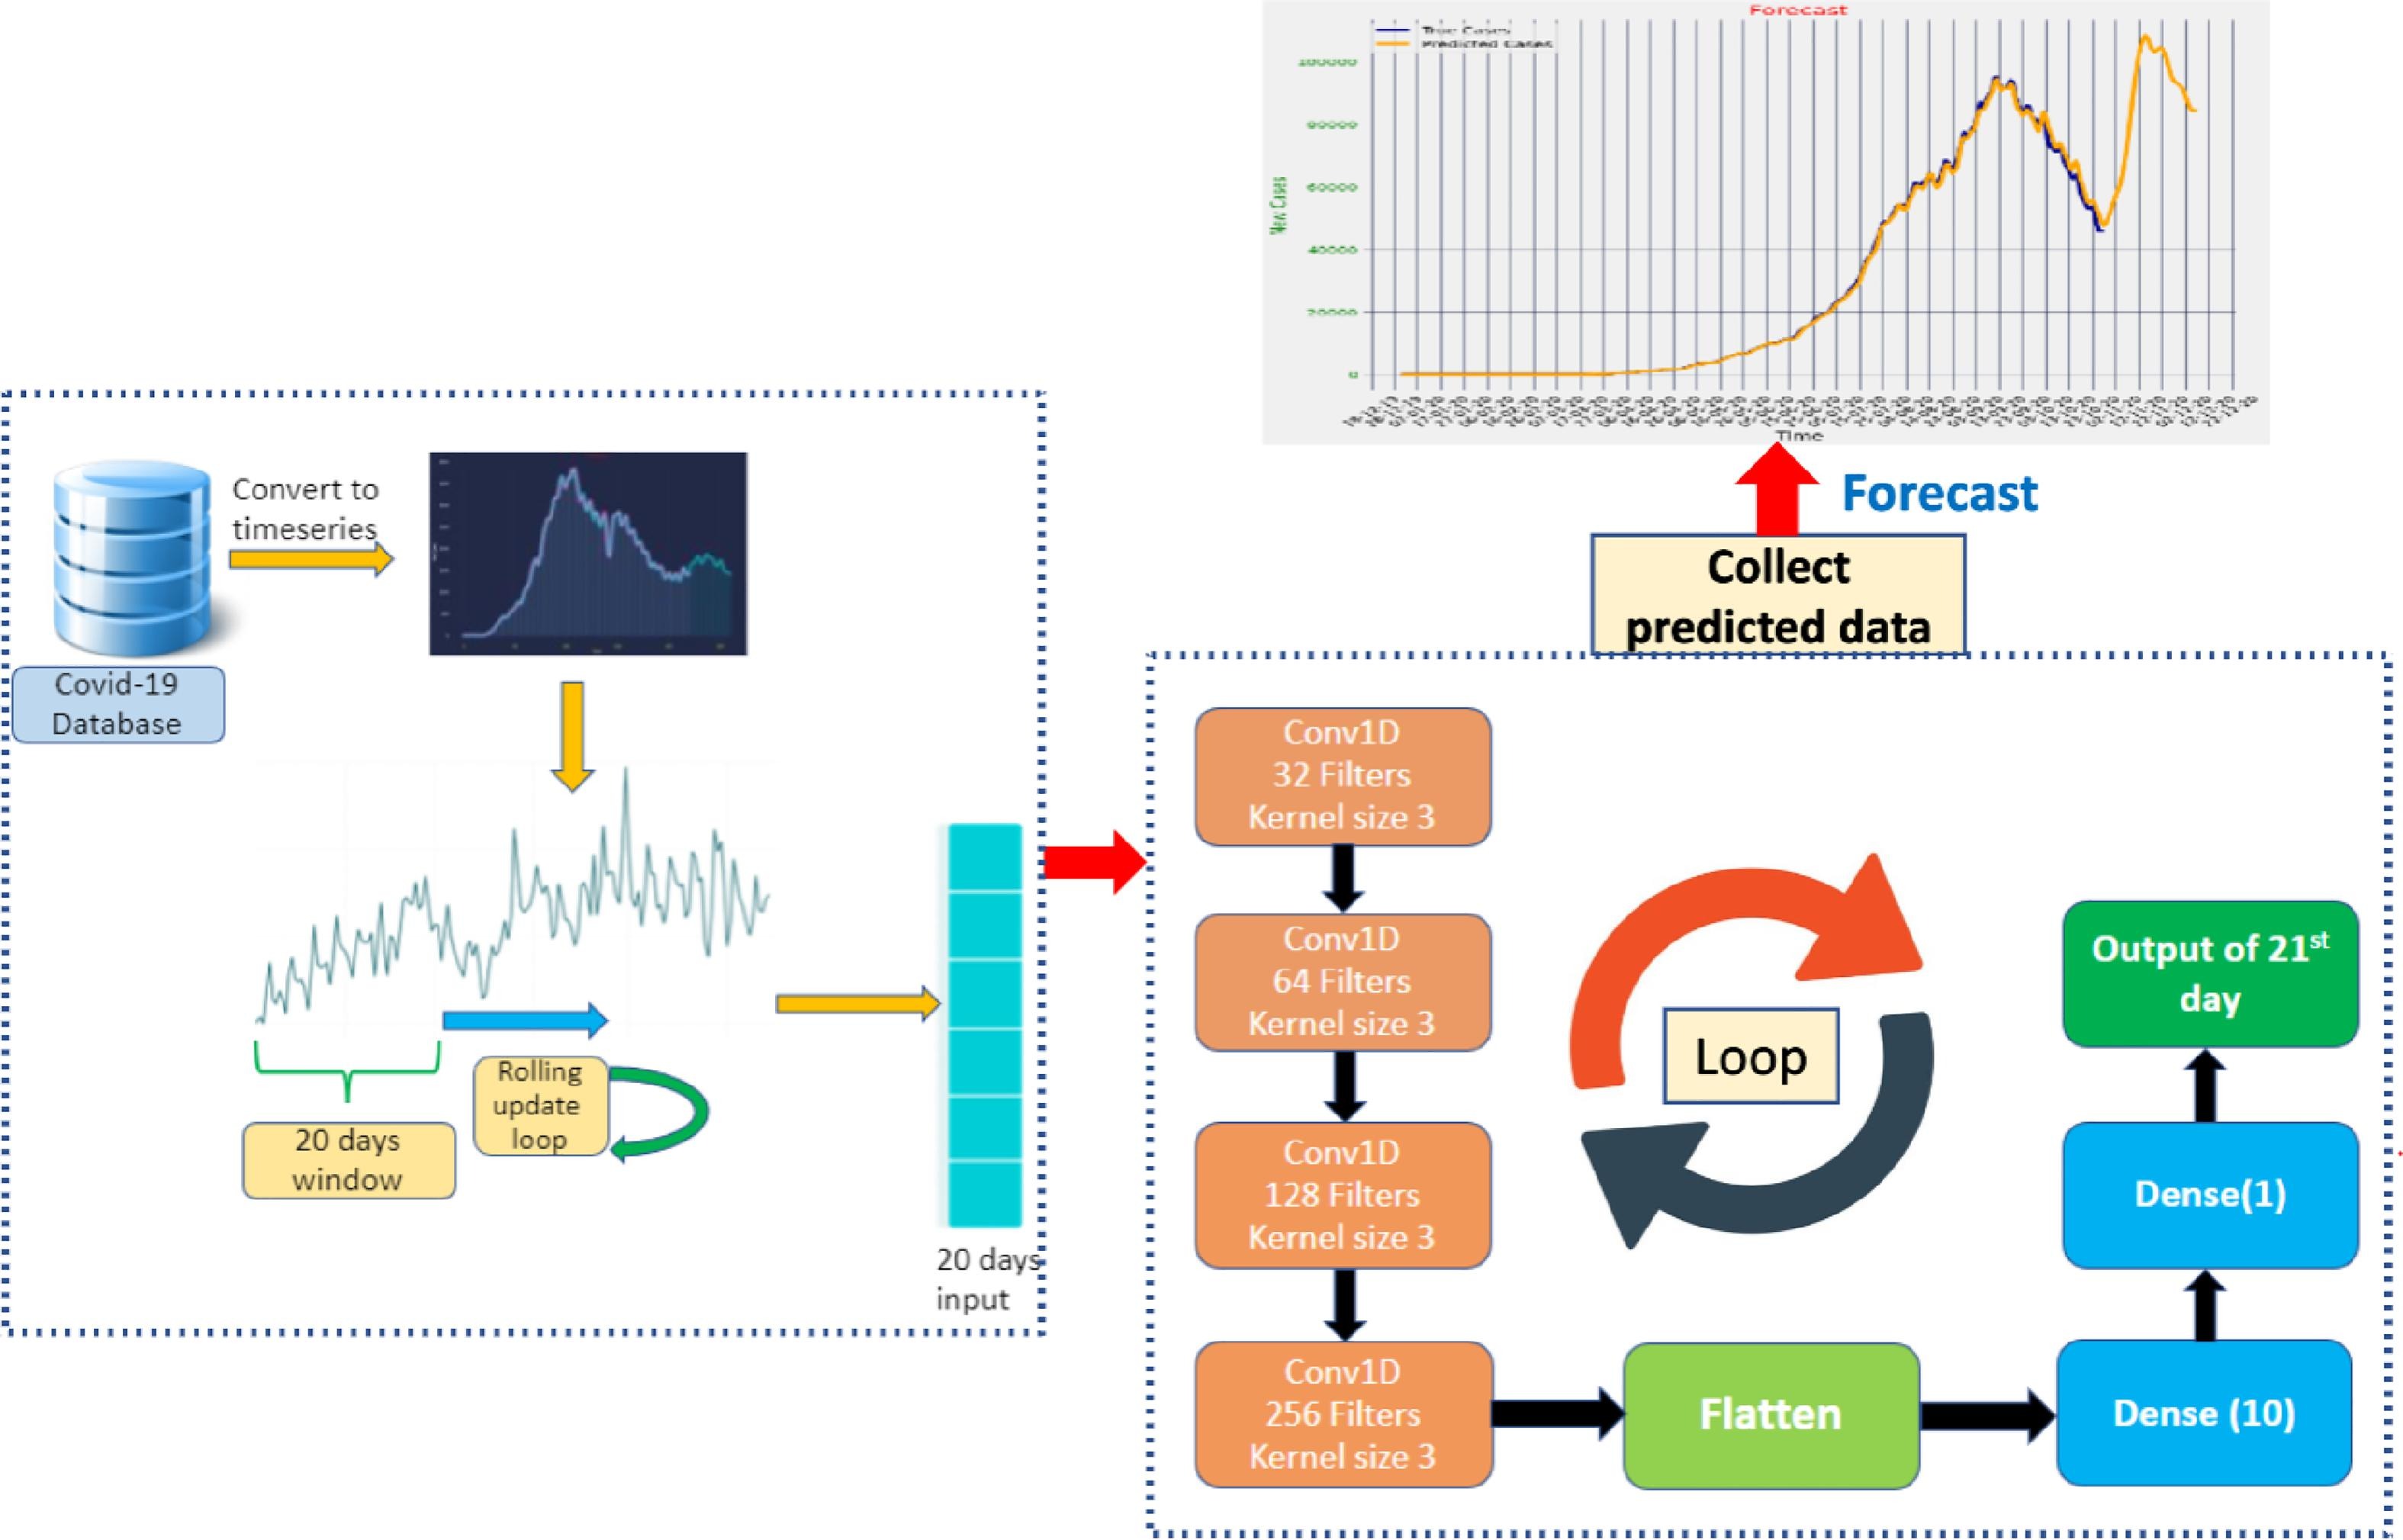 Forecast
True Cases
Predicted Cases
100000
80000
60000
40000
20000
0
New Cases
Time
Forecast
Collect
predicted data
Convert to
timeseries
Covid-19
Database
20 days
window
Rolling
update
loop
20 days
input
Conv1D
32 Filters
Kernel size 3
Conv1D
64 Filters
Kernel size 3
Conv1D
128 Filters
Kernel size 3
Conv1D
256 Filters
Kernel size 3
Loop
Flatten
Dense (10)
Dense(1)
Output of 21st
day